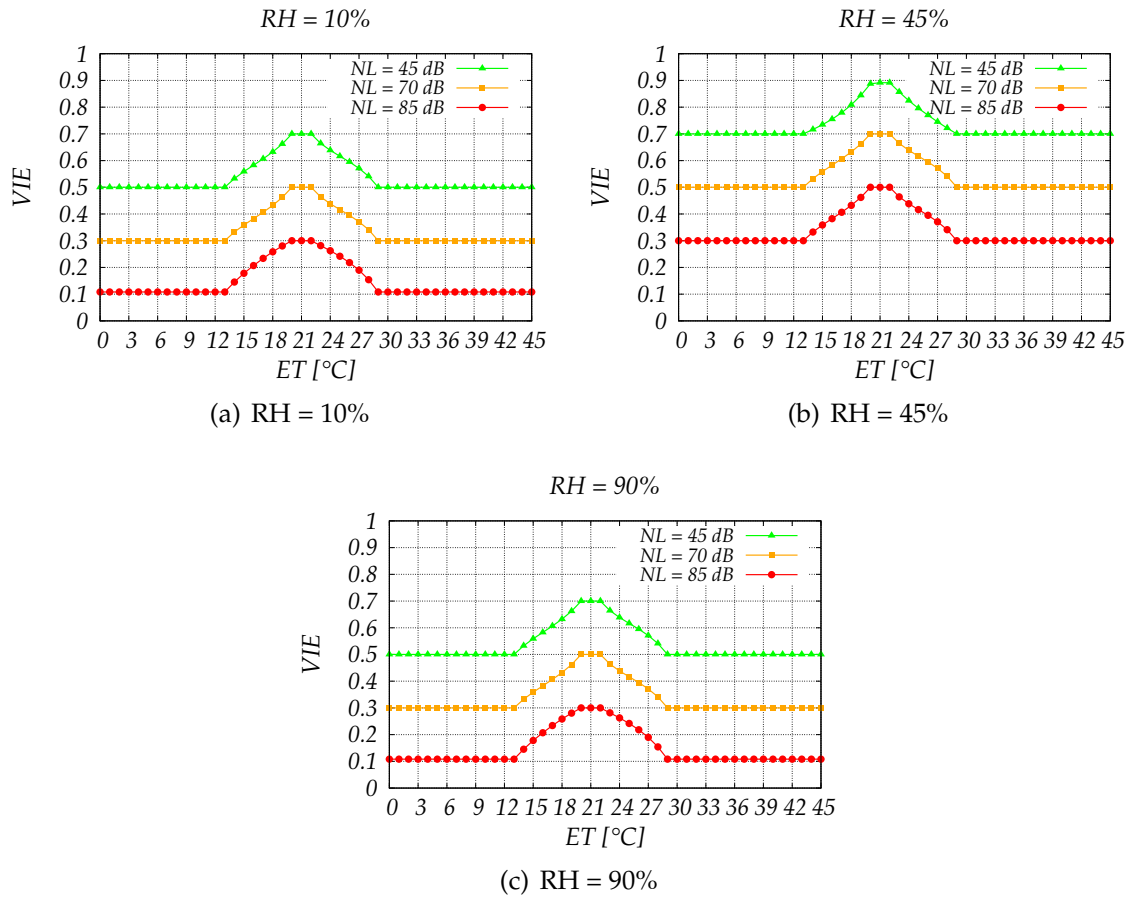 RH = 10%
1
0.9
0.8
0.7
0.6
0.5
0.4
0.3
0.2
0.1
0
VIE
NL = 45 dB
NL = 70 dB
NL = 85 dB
0 3 6 9 12 15 18 21 24 27 30 33 36 39 42 45
ET [°C]
(a) RH = 10%
RH = 45%
1
0.9
0.8
0.7
0.6
0.5
0.4
0.3
0.2
0.1
0
VIE
NL = 45 dB
NL = 70 dB
NL = 85 dB
0 3 6 9 12 15 18 21 24 27 30 33 36 39 42 45
ET [°C]
(b) RH = 45%
RH = 90%
1
0.9
0.8
0.7
0.6
0.5
0.4
0.3
0.2
0.1
0
VIE
NL = 45 dB
NL = 70 dB
NL = 85 dB
0 3 6 9 12 15 18 21 24 27 30 33 36 39 42 45
ET [°C]
(c) RH = 90%